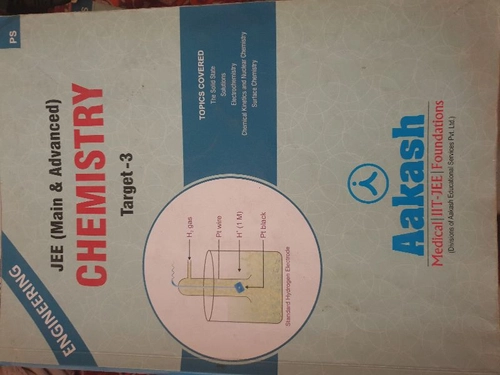 PS
ENGINEERING
JEE (Main & Advanced)
CHEMISTRY
Target -3
TOPICS COVERED
The Solid State
Solutions
Electrochemistry
Chemical Kinetics and Nuclear Chemistry
Surface Chemistry
H₂ gas
Pt wire
H⁺ (1 M)
Pt black
Standard Hydrogen Electrode
Aakash
Medical|IIT-JEE|Foundations
(Divisions of Aakash Educational Services Pvt. Ltd.)